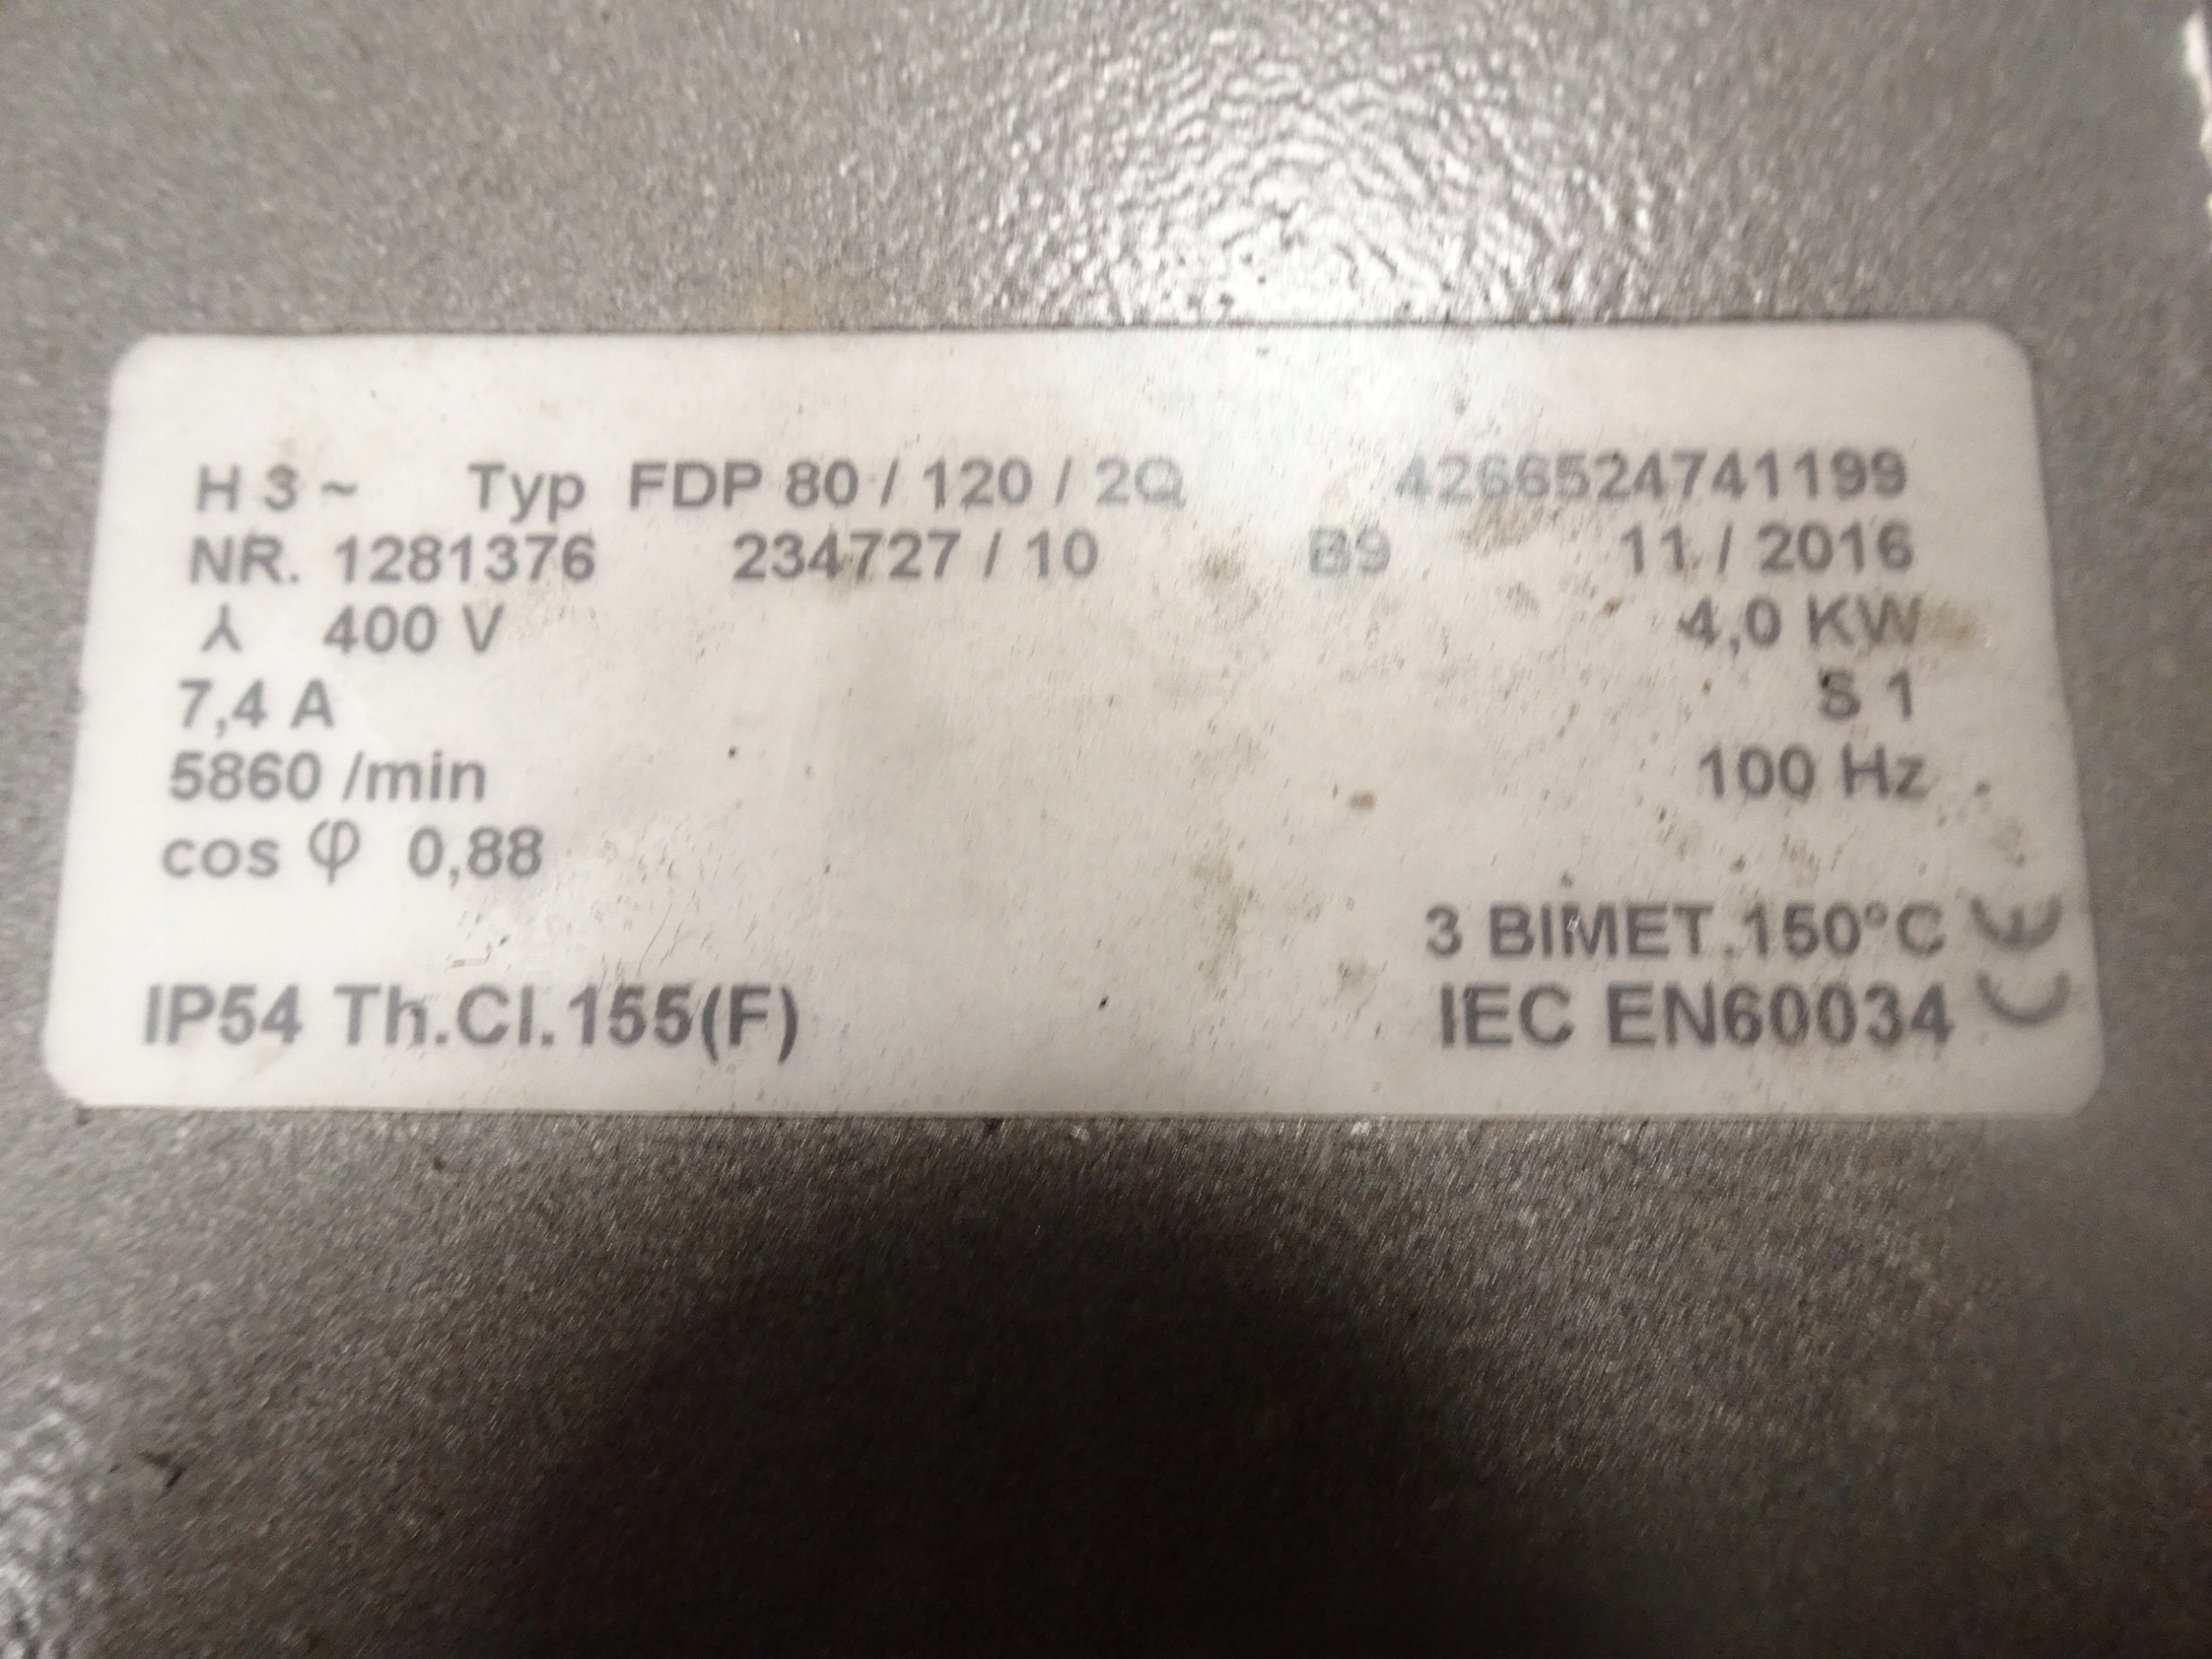 H 3 ~ Typ FDP 80 / 120 / 2Q 4266524741199
NR. 1281376 234727 / 10 B9 11 / 2016
⅄ 400 V 4,0 KW
7,4 A S 1
5860 /min 100 Hz
cos φ 0,88
3 BIMET.150°C CE
IP54 Th.Cl.155(F) IEC EN60034